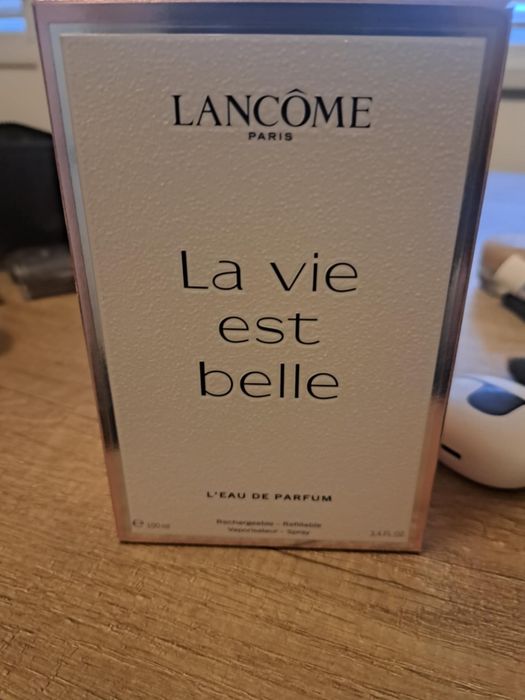 LANCÔME
PARIS
La vie
est
belle
L'EAU DE PARFUM
Rechargeable - Refillable
℮ 100 ml
Vaporisateur - Spray
3.4 FL.OZ